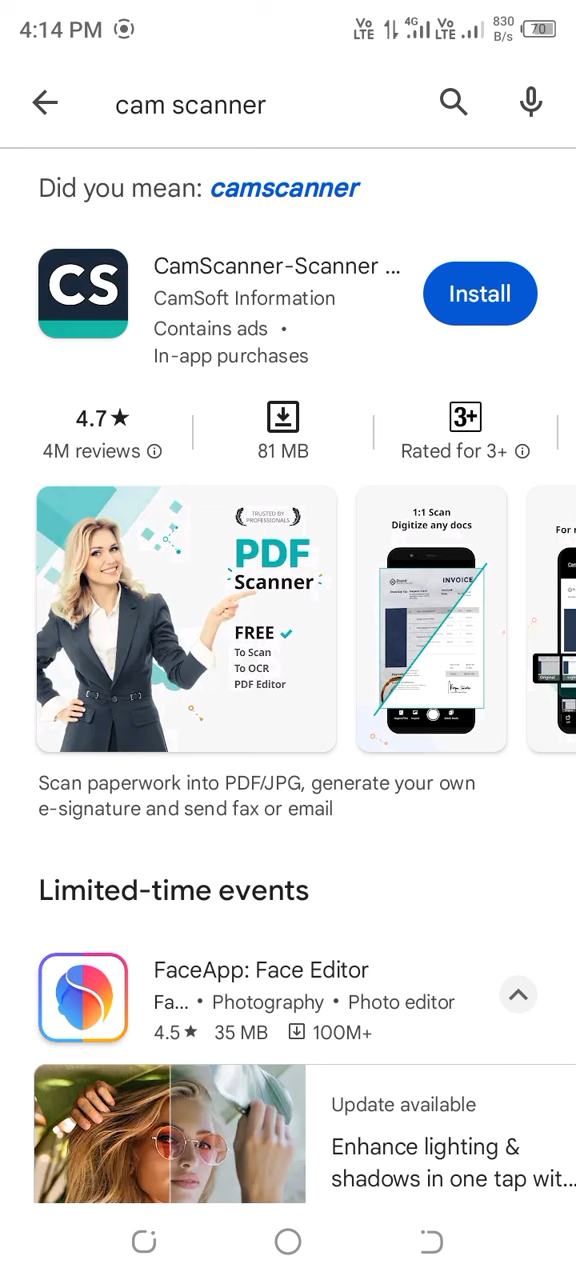 4:14 PM
Vo LTE 4G Vo LTE 830 B/s 70
cam scanner
Did you mean: camscanner
CS
CamScanner-Scanner ...
CamSoft Information
Contains ads •
In-app purchases
Install
4.7★
4M reviews
81 MB
3+
Rated for 3+
TRUSTED BY
PROFESSIONALS
PDF
Scanner
FREE
To Scan
To OCR
PDF Editor
1:1 Scan
Digitize any docs
INVOICE
Scan paperwork into PDF/JPG, generate your own
e-signature and send fax or email
Limited-time events
FaceApp: Face Editor
Fa... • Photography • Photo editor
4.5★ 35 MB 100M+
Update available
Enhance lighting &
shadows in one tap wit...